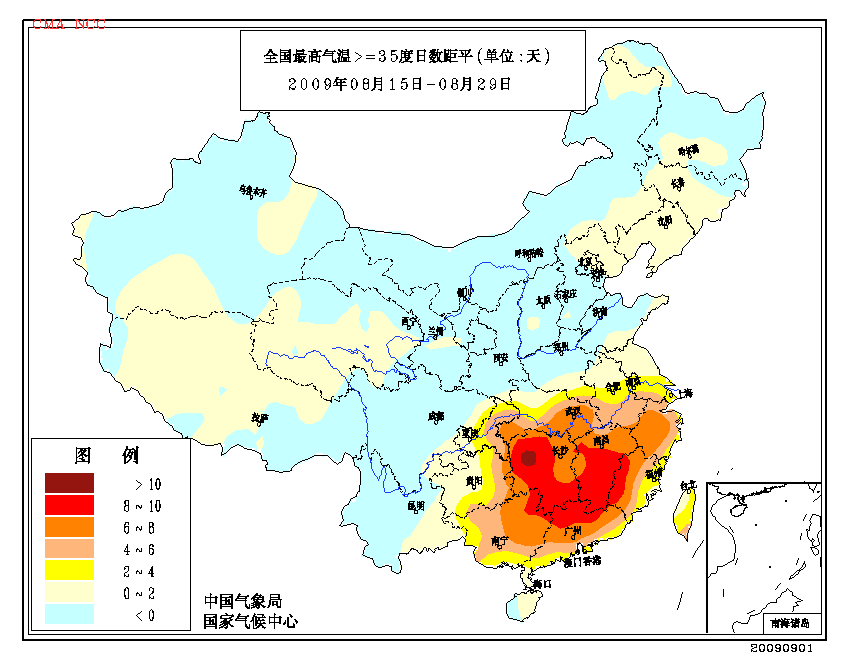 CMA NCC
全国最高气温>=35度日数距平(单位:天)
2009年08月15日-08月29日
哈尔滨
乌鲁木齐
长春
沈阳
呼和浩特
北京
天津
银川
太原
石家庄
西宁
兰州
济南
西安
郑州
合肥
南京
上海
拉萨
成都
武汉
重庆
南昌
长沙
贵阳
福州
台北
昆明
南宁
广州
澳门
香港
海口
图 例
>10
8~10
6~8
4~6
2~4
0~2
<0
中国气象局
国家气候中心
南海诸岛
20090901